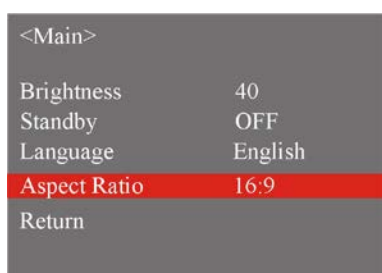 <Main>
Brightness 40
Standby OFF
Language English
Aspect Ratio 16:9
Return